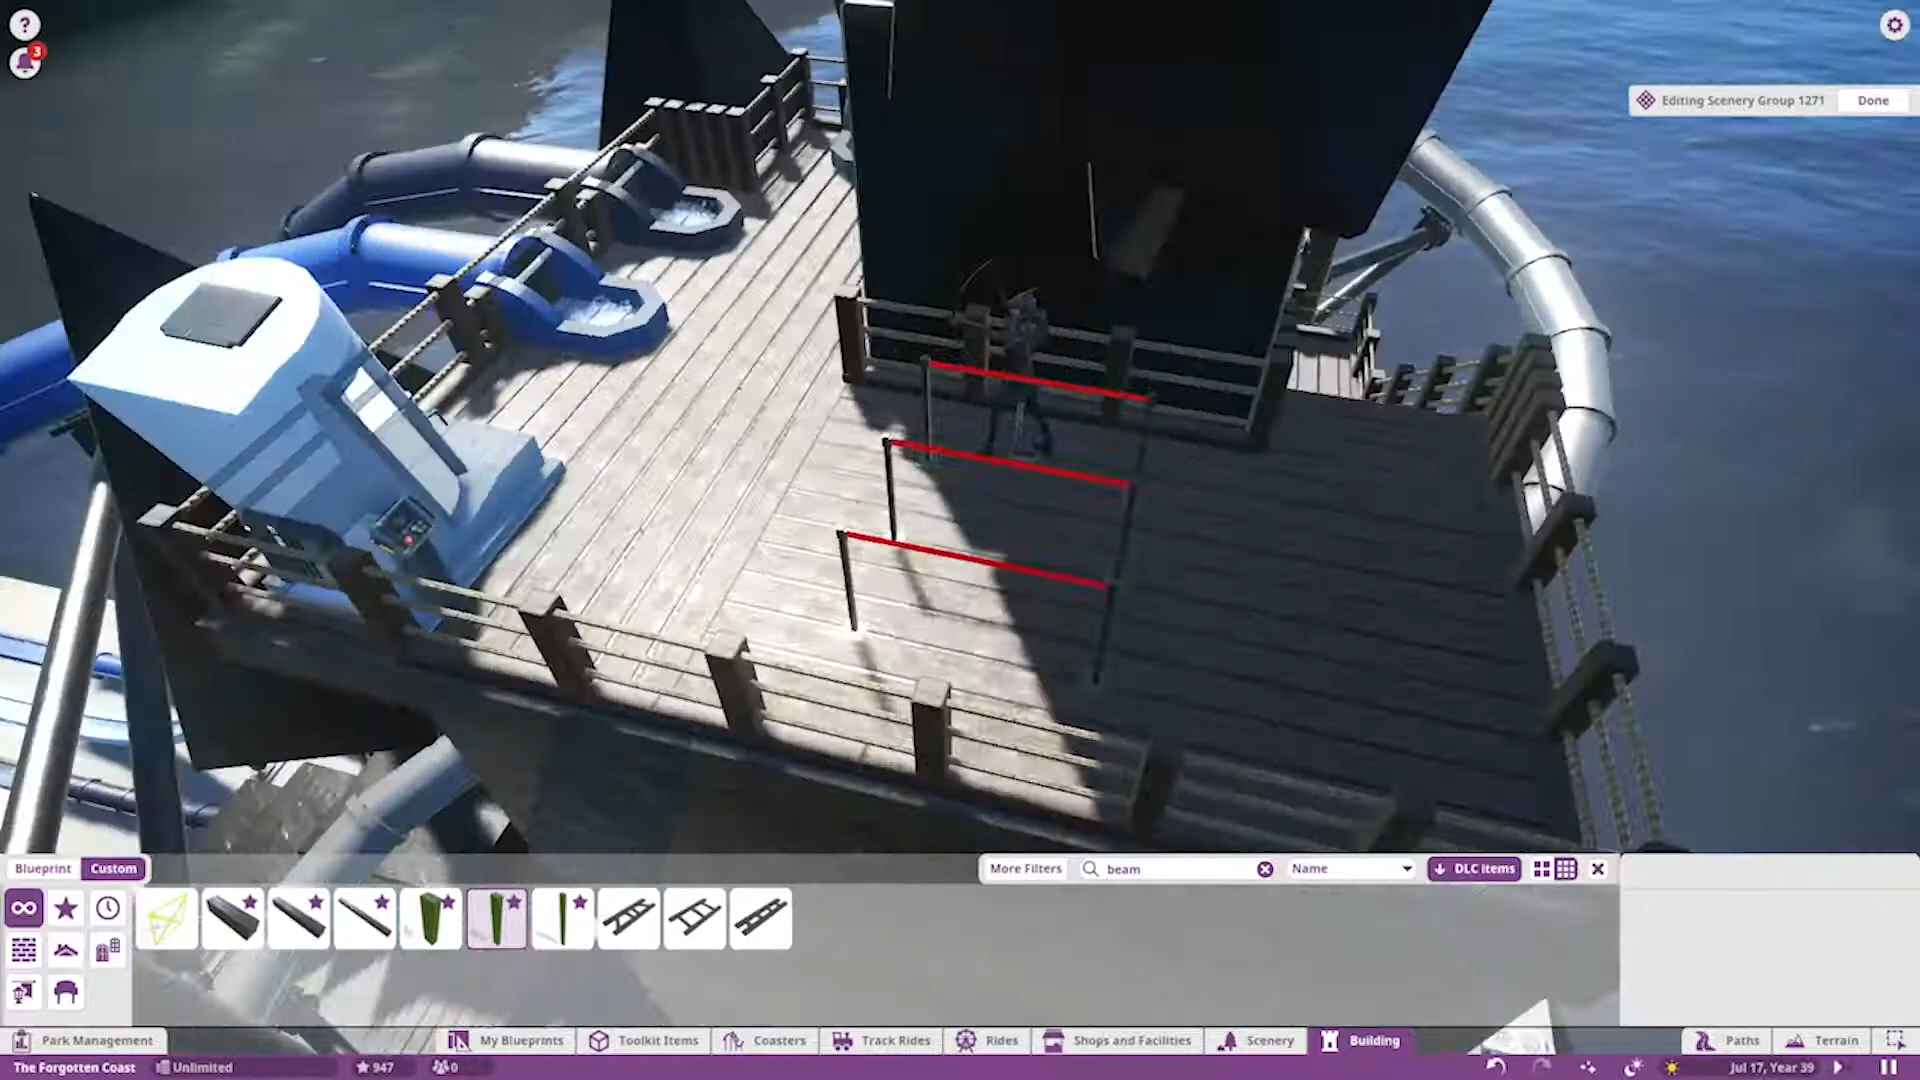 ?
3
Editing Scenery Group 1271
Done
Blueprint
Custom
More Filters
beam
Name
DLC items
Park Management
My Blueprints
Toolkit Items
Coasters
Track Rides
Rides
Shops and Facilities
Scenery
Building
Paths
Terrain
The Forgotten Coast
Unlimited
947
0
Jul 17, Year 39